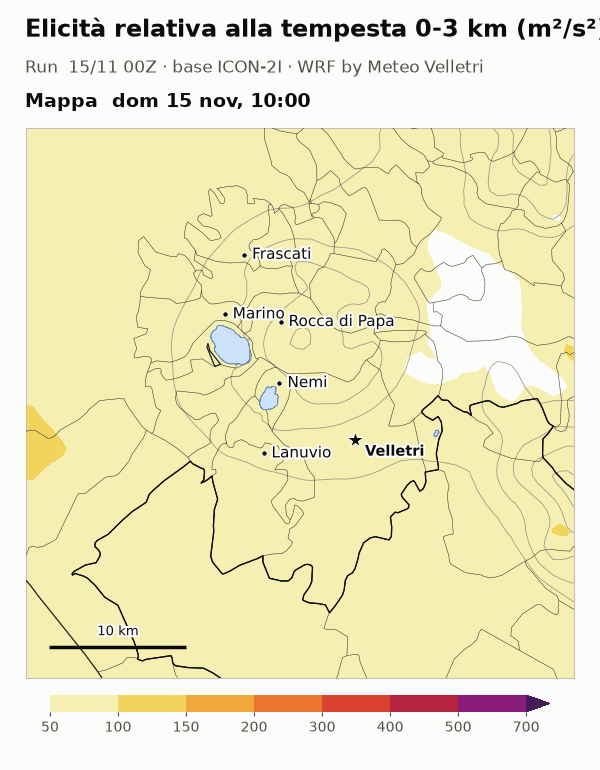 Elicità relativa alla tempesta 0-3 km (m²/s²)
Run  15/11 00Z · base ICON-2I · WRF by Meteo Velletri
Mappa  dom 15 nov, 10:00
Frascati
Marino
Rocca di Papa
Nemi
Lanuvio
Velletri
10 km
50 100 150 200 300 400 500 700